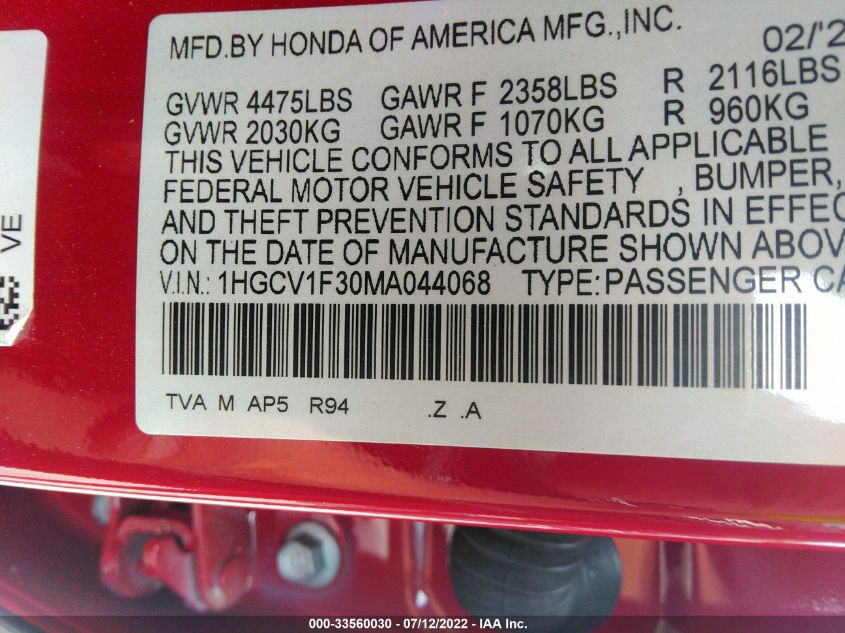 MFD.BY HONDA OF AMERICA MFG.,INC. 02/'2
GVWR 4475LBS GAWR F 2358LBS R 2116LBS
GVWR 2030KG GAWR F 1070KG R 960KG
THIS VEHICLE CONFORMS TO ALL APPLICABLE
FEDERAL MOTOR VEHICLE SAFETY , BUMPER,
AND THEFT PREVENTION STANDARDS IN EFFEC
ON THE DATE OF MANUFACTURE SHOWN ABOV
V.I.N.: 1HGCV1F30MA044068 TYPE:PASSENGER CA
TVA M AP5 R94 .Z .A
VE
000-33560030 - 07/12/2022 - IAA Inc.